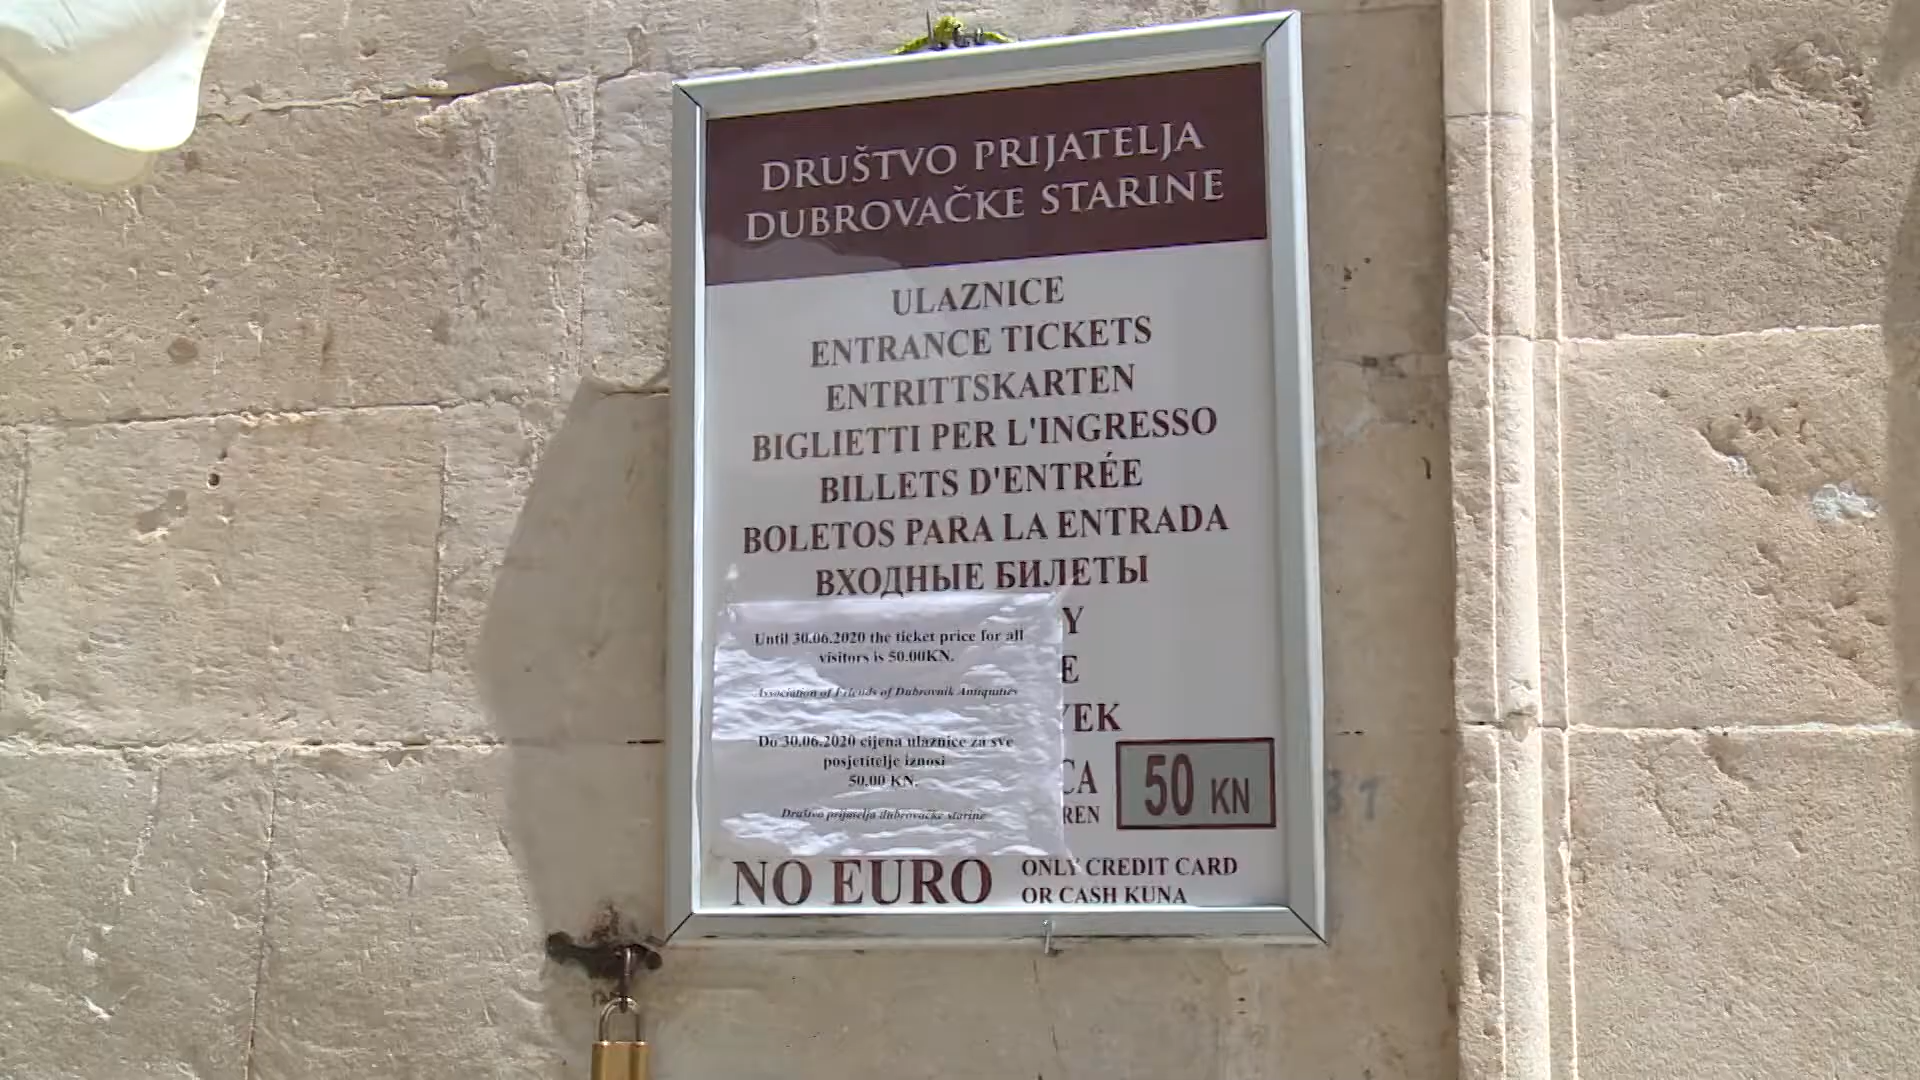 DRUŠTVO PRIJATELJA
DUBROVAČKE STARINE
ULAZNICE
ENTRANCE TICKETS
ENTRITTSKARTEN
BIGLIETTI PER L'INGRESSO
BILLETS D'ENTRÉE
BOLETOS PARA LA ENTRADA
ВХОДНЫЕ БИЛЕТЫ
Until 30.06.2020 the ticket price for all
visitors is 50.00KN.
Association of Friends of Dubrovnik Antiquities
Do 30.06.2020 cijena ulaznice za sve
posjetitelje iznosi
50,00 KN.
Društvo prijatelja dubrovačke starine
50 KN
NO EURO
ONLY CREDIT CARD
OR CASH KUNA